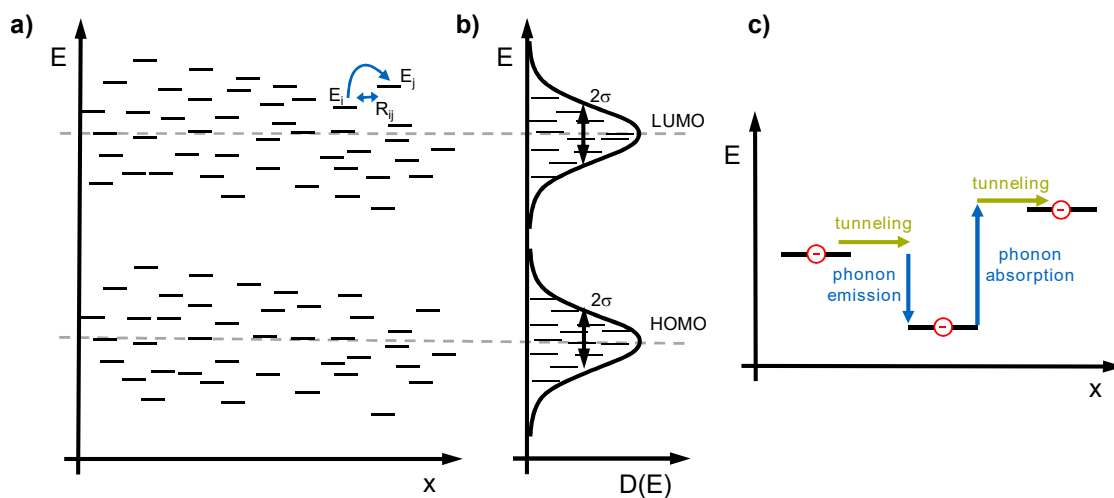 a)
E
E_i
E_j
R_ij
x
b)
2σ
LUMO
2σ
HOMO
D(E)
c)
E
tunneling
-
phonon
emission
-
tunneling
-
phonon
absorption
x